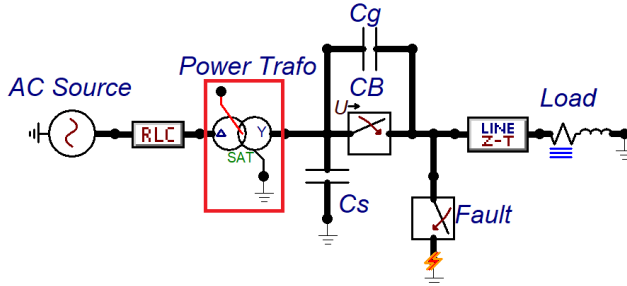 Cg
Power Trafo
CB
AC Source
U
Load
RLC
Δ
Y
SAT
LINE
Z-T
Cs
Fault